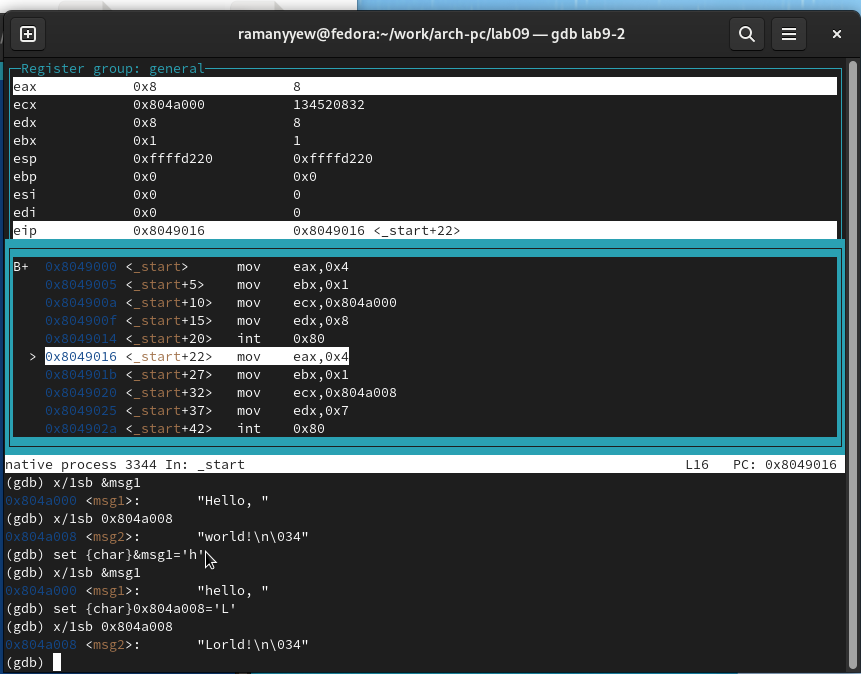 ramanyyew@fedora:~/work/arch-pc/lab09 — gdb lab9-2
Register group: general
eax 0x8 8
ecx 0x804a000 134520832
edx 0x8 8
ebx 0x1 1
esp 0xffffd220 0xffffd220
ebp 0x0 0x0
esi 0x0 0
edi 0x0 0
eip 0x8049016 0x8049016 <_start+22>
B+ 0x8049000 <_start> mov eax,0x4
0x8049005 <_start+5> mov ebx,0x1
0x804900a <_start+10> mov ecx,0x804a000
0x804900f <_start+15> mov edx,0x8
0x8049014 <_start+20> int 0x80
> 0x8049016 <_start+22> mov eax,0x4
0x804901b <_start+27> mov ebx,0x1
0x8049020 <_start+32> mov ecx,0x804a008
0x8049025 <_start+37> mov edx,0x7
0x804902a <_start+42> int 0x80
native process 3344 In: _start L16 PC: 0x8049016
(gdb) x/1sb &msg1
0x804a000 <msg1>: "Hello, "
(gdb) x/1sb 0x804a008
0x804a008 <msg2>: "world!\n\034"
(gdb) set {char}&msg1='h'
(gdb) x/1sb &msg1
0x804a000 <msg1>: "hello, "
(gdb) set {char}0x804a008='L'
(gdb) x/1sb 0x804a008
0x804a008 <msg2>: "Lorld!\n\034"
(gdb)